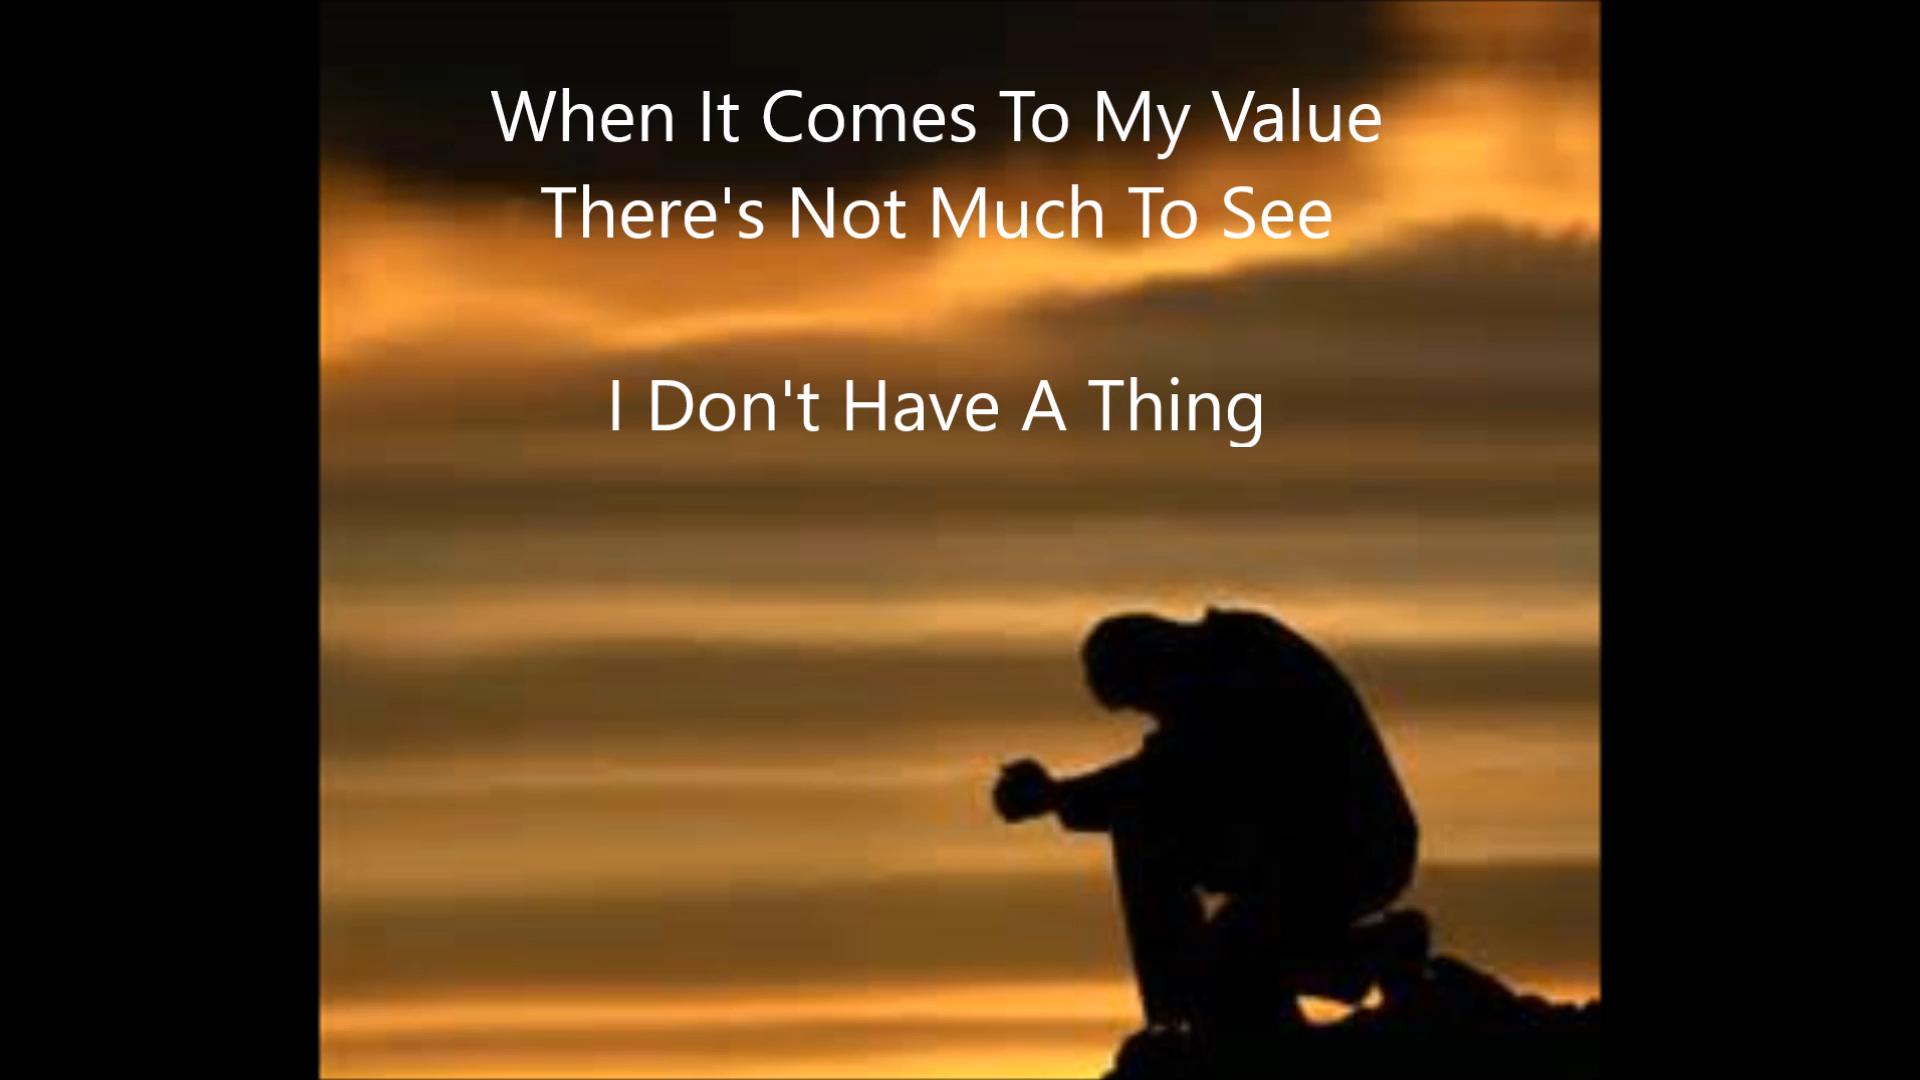 When It Comes To My Value
There's Not Much To See
I Don't Have A Thing